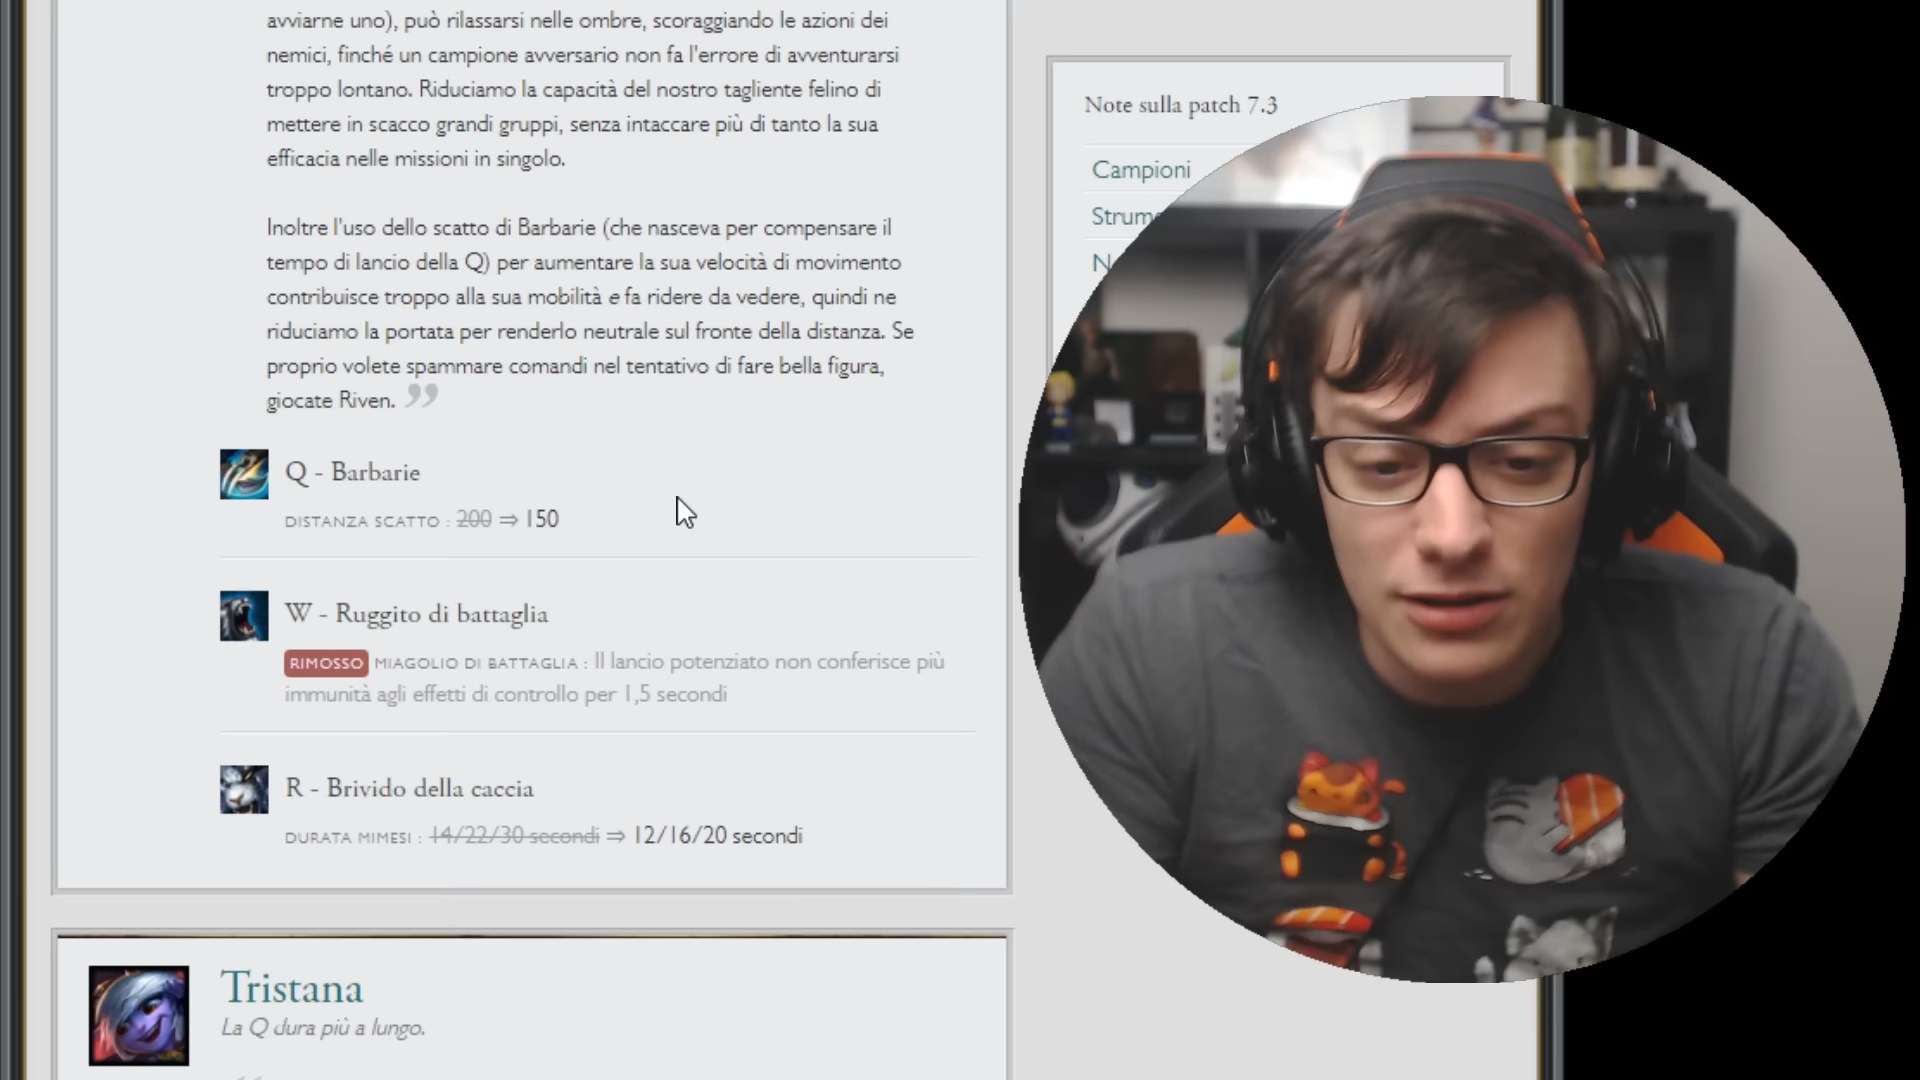 avviarne uno), può rilassarsi nelle ombre, scoraggiando le azioni dei
nemici, finché un campione avversario non fa l'errore di avventurarsi
troppo lontano. Riduciamo la capacità del nostro tagliente felino di
mettere in scacco grandi gruppi, senza intaccare più di tanto la sua
efficacia nelle missioni in singolo.
Inoltre l'uso dello scatto di Barbarie (che nasceva per compensare il
tempo di lancio della Q) per aumentare la sua velocità di movimento
contribuisce troppo alla sua mobilità e fa ridere da vedere, quindi ne
riduciamo la portata per renderlo neutrale sul fronte della distanza. Se
proprio volete spammare comandi nel tentativo di fare bella figura,
giocate Riven. ”
Q - Barbarie
DISTANZA SCATTO : 200 ⇒ 150
W - Ruggito di battaglia
RIMOSSO MIAGOLIO DI BATTAGLIA : Il lancio potenziato non conferisce più
immunità agli effetti di controllo per 1,5 secondi
R - Brivido della caccia
DURATA MIMESI : 14/22/30 secondi ⇒ 12/16/20 secondi
Tristana
La Q dura più a lungo.
Note sulla patch 7.3
Campioni